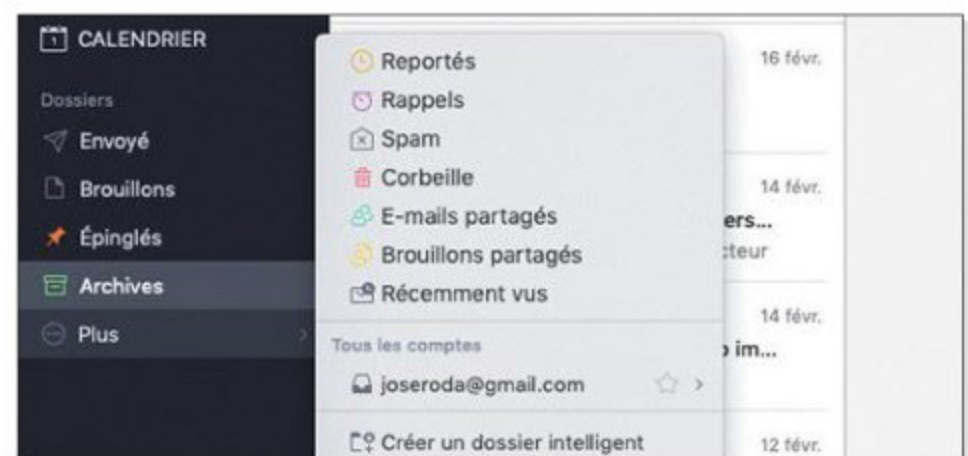 CALENDRIER
Dossiers
Envoyé
Brouillons
Épinglés
Archives
Plus
Reportés
Rappels
Spam
Corbeille
E-mails partagés
Brouillons partagés
Récemment vus
Tous les comptes
joseroda@gmail.com
Créer un dossier intelligent
16 févr.
14 févr.
ers...
cteur
14 févr.
im...
12 févr.